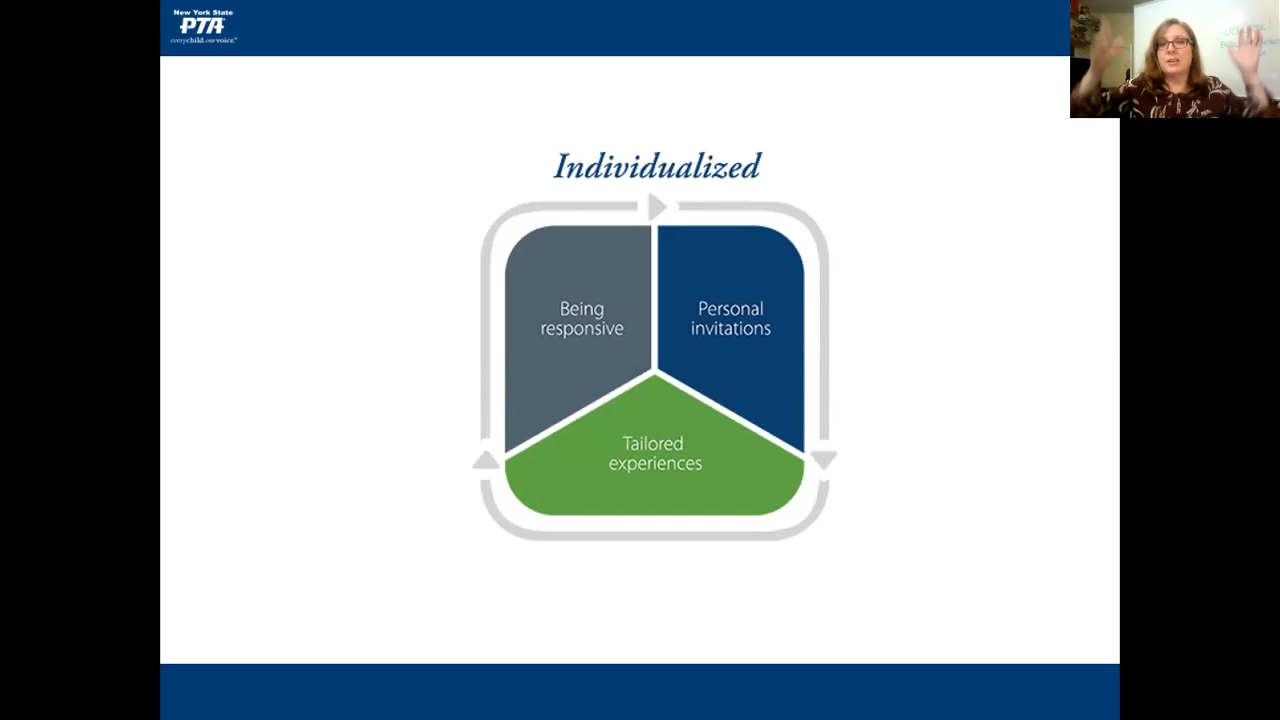 New York State
PTA
everychild.onevoice.®
Individualized
Being
responsive
Personal
invitations
Tailored
experiences